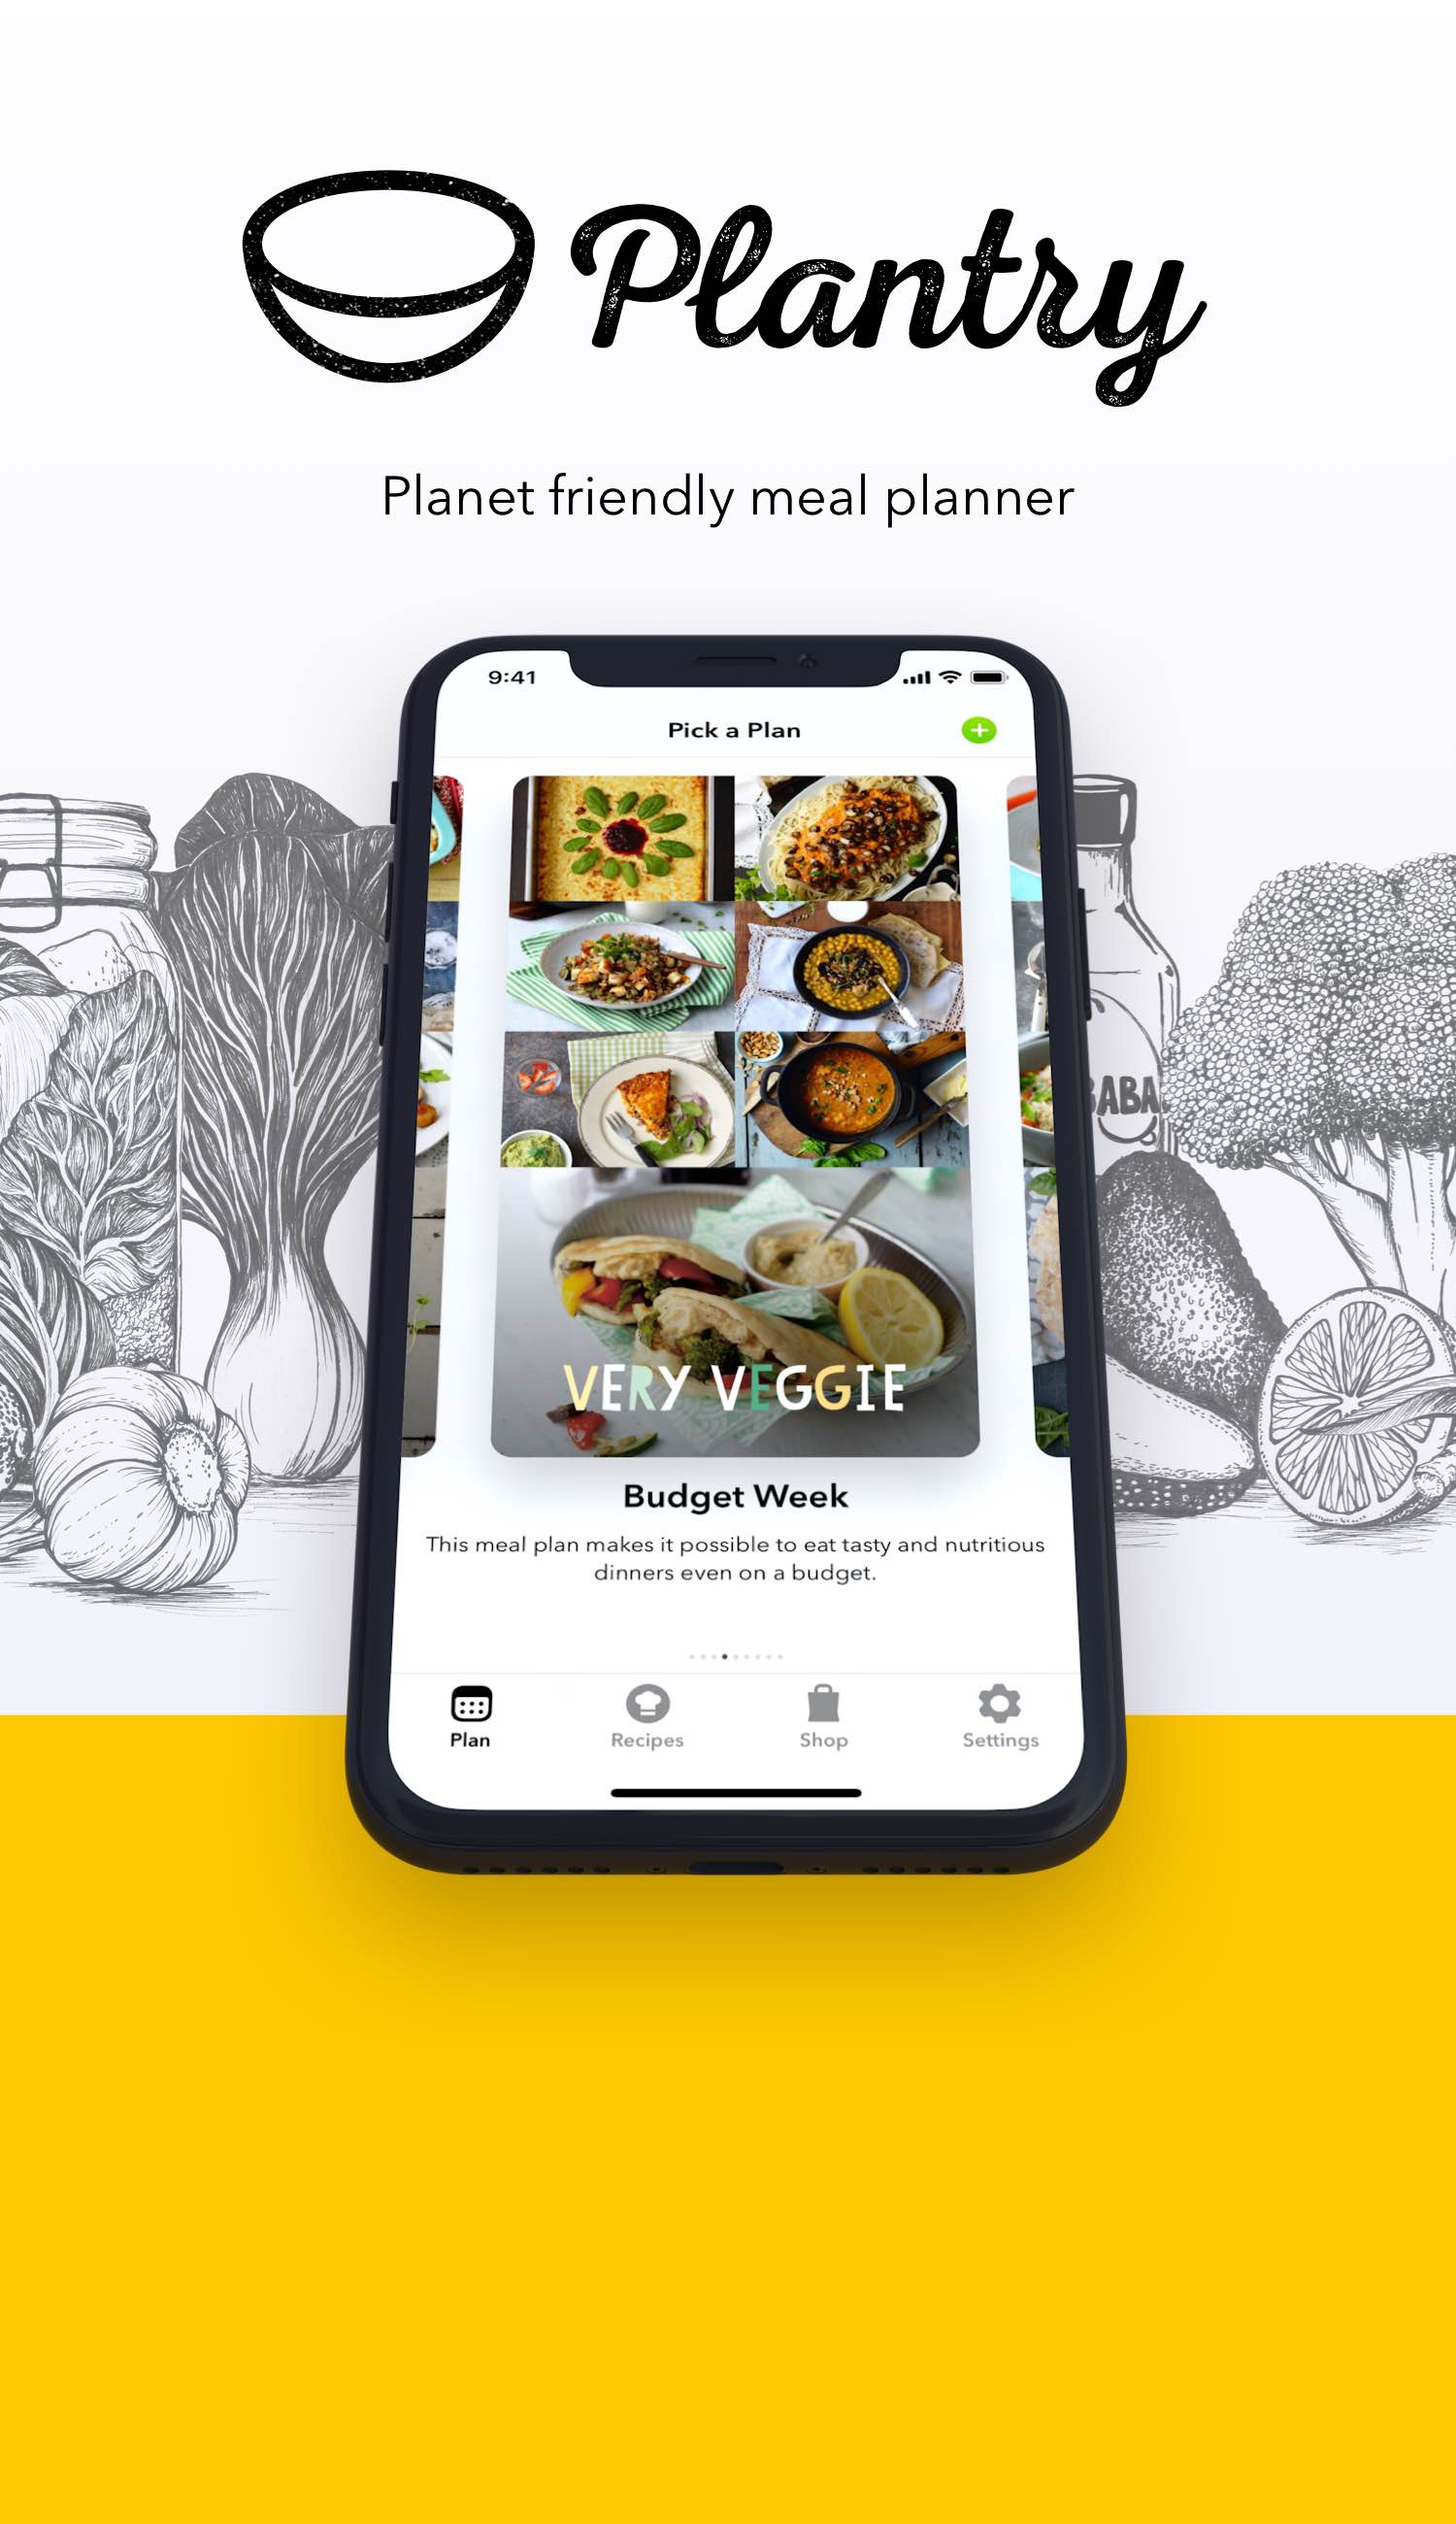 Plantry
Planet friendly meal planner
9:41
Pick a Plan
BABA
VERY VEGGIE
Budget Week
This meal plan makes it possible to eat tasty and nutritious
dinners even on a budget.
Plan
Recipes
Shop
Settings